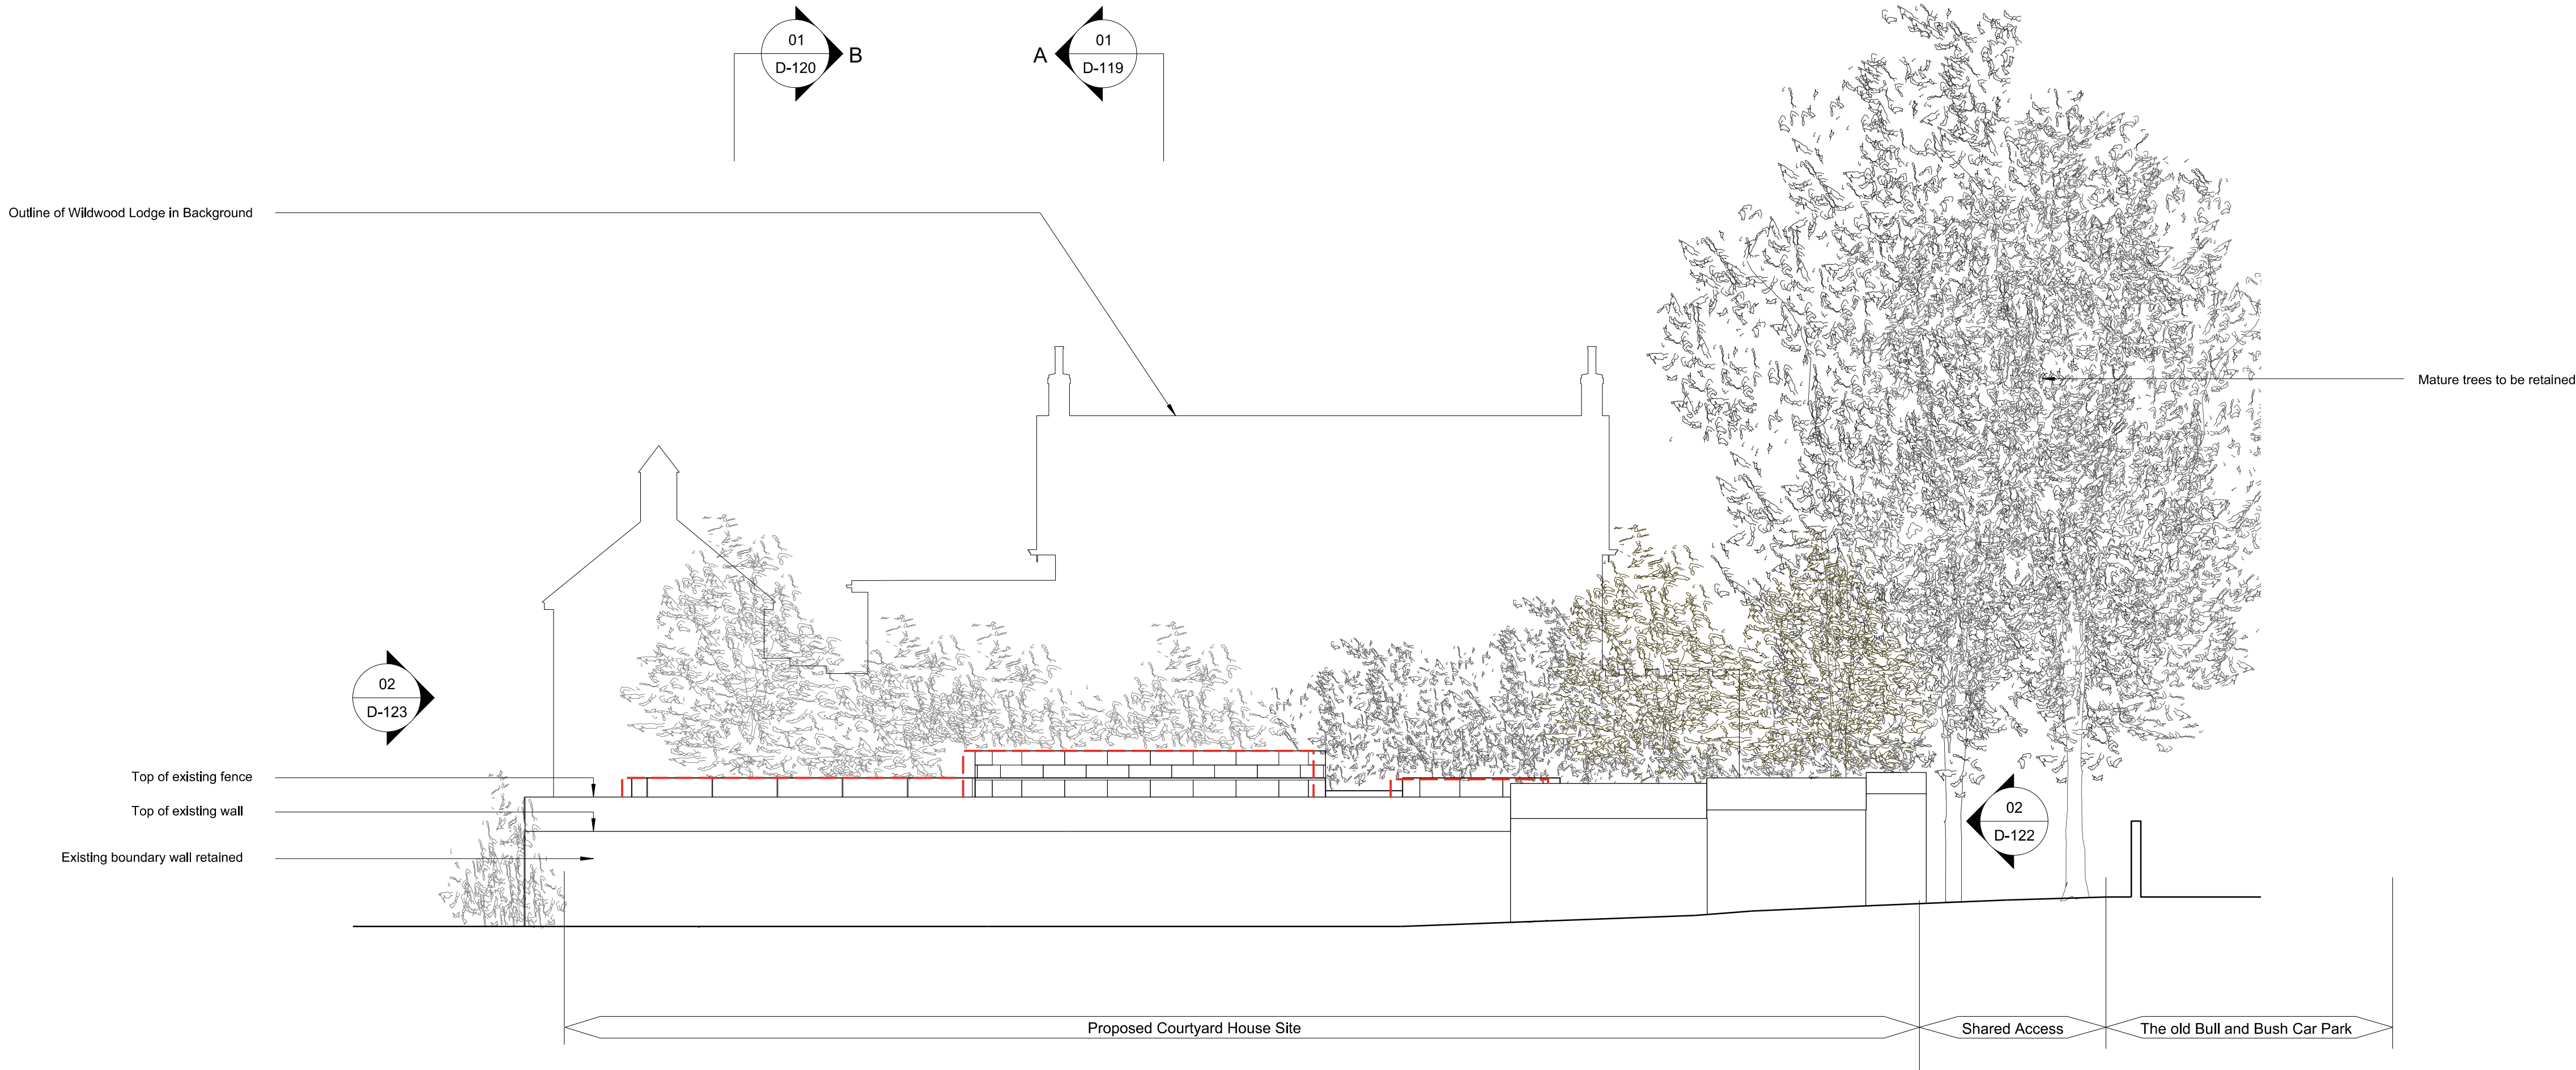 01
D-120
B
A
01
D-119
Outline of Wildwood Lodge in Background
Mature trees to be retained
02
D-123
Top of existing fence
Top of existing wall
Existing boundary wall retained
02
D-122
Proposed Courtyard House Site
Shared Access
The old Bull and Bush Car Park